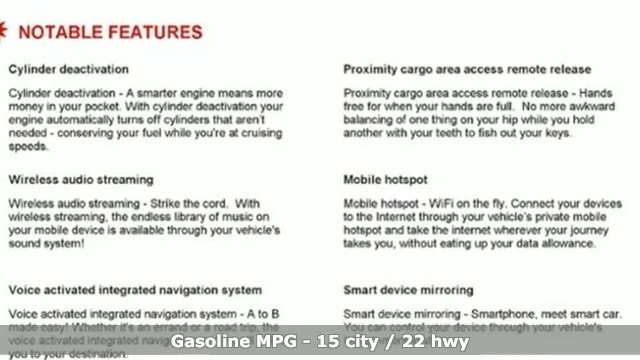 NOTABLE FEATURES
Cylinder deactivation
Cylinder deactivation - A smarter engine means more
money in your pocket. With cylinder deactivation your
engine automatically turns off cylinders that aren't
needed - conserving your fuel while you're at cruising
speeds.
Proximity cargo area access remote release
Proximity cargo area access remote release - Hands
free for when your hands are full. No more awkward
balancing of one thing on your hip while you hold
another with your teeth to fish out your keys.
Wireless audio streaming
Wireless audio streaming - Strike the cord. With
wireless streaming, the endless library of music on
your mobile device is available through your vehicle's
sound system!
Mobile hotspot
Mobile hotspot - WiFi on the fly. Connect your devices
to the Internet through your vehicle's private mobile
hotspot and take the internet wherever your journey
takes you, without eating up your data allowance.
Voice activated integrated navigation system
Voice activated integrated navigation system - A to B
made easy! Whether it's an errand or a road trip, the
voice activated integrated
you to your destination.
Smart device mirroring
Smart device mirroring - Smartphone, meet smart car.
You can control your device through your vehicle's
Gasoline MPG - 15 city / 22 hwy